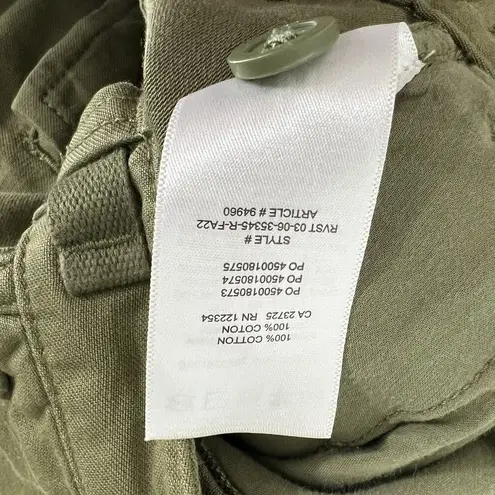 100% COTTON
100% COTON
CA 23725 RN 122354
PO 4500180573
PO 4500180574
PO 4500180575
STYLE #
RVST 03-06-35345-R-FA22
ARTICLE # 94960